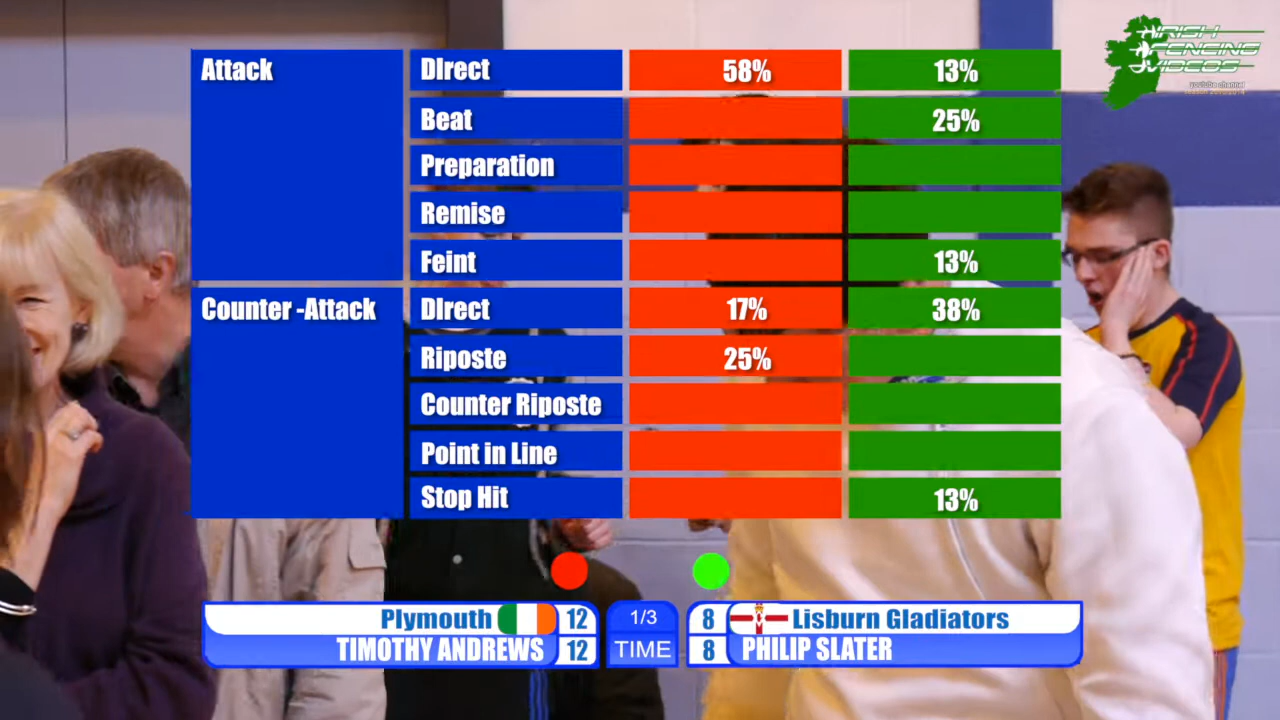 IRISH
FENCING
VIDEOS
youtube channel
Attack
DIrect 58% 13%
Beat 25%
Preparation
Remise
Feint 13%
Counter -Attack
DIrect 17% 38%
Riposte 25%
Counter Riposte
Point in Line
Stop Hit 13%
Plymouth 12 1/3 8 Lisburn Gladiators
TIMOTHY ANDREWS 12 TIME 8 PHILIP SLATER